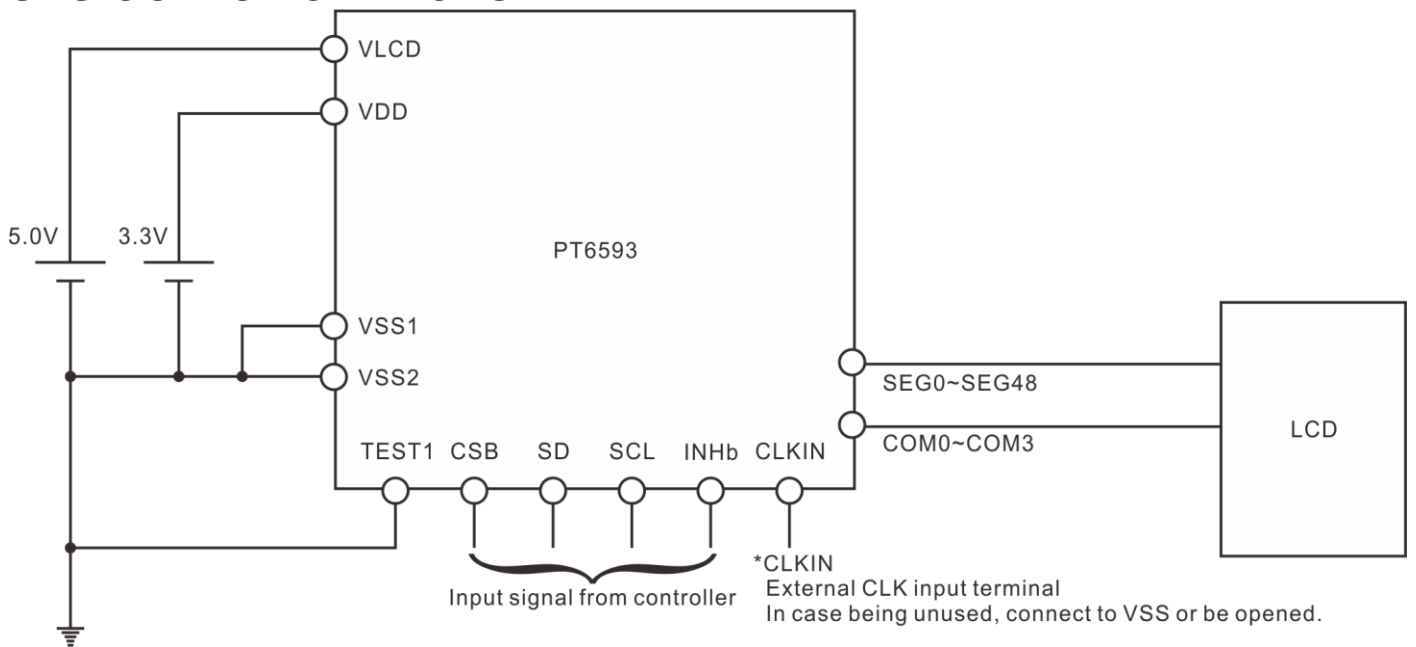 VLCD
VDD
5.0V
3.3V
PT6593
VSS1
VSS2
SEG0~SEG48
COM0~COM3
LCD
TEST1 CSB SD SCL INHb CLKIN
Input signal from controller
*CLKIN
External CLK input terminal
In case being unused, connect to VSS or be opened.